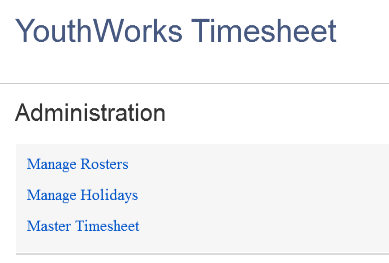 YouthWorks Timesheet
Administration
Manage Rosters
Manage Holidays
Master Timesheet